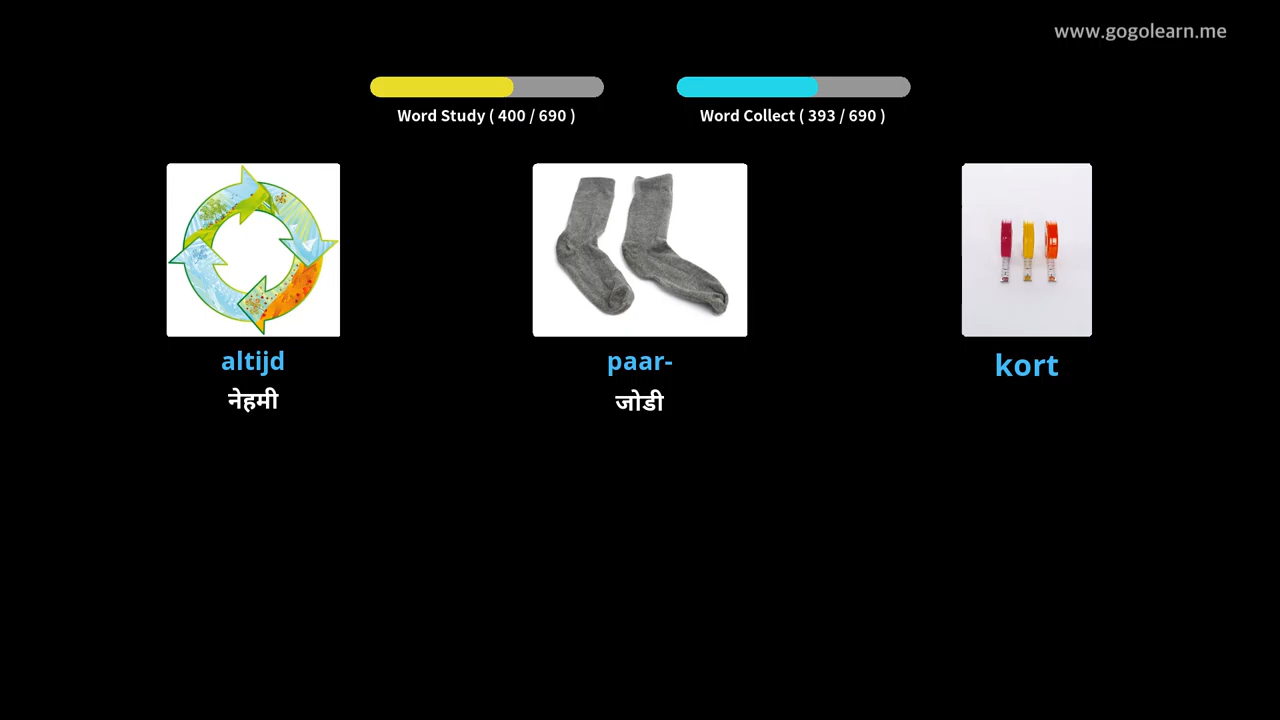 www.gogolearn.me
Word Study ( 400 / 690 )
Word Collect ( 393 / 690 )
altijd
नेहमी
paar-
जोडी
kort